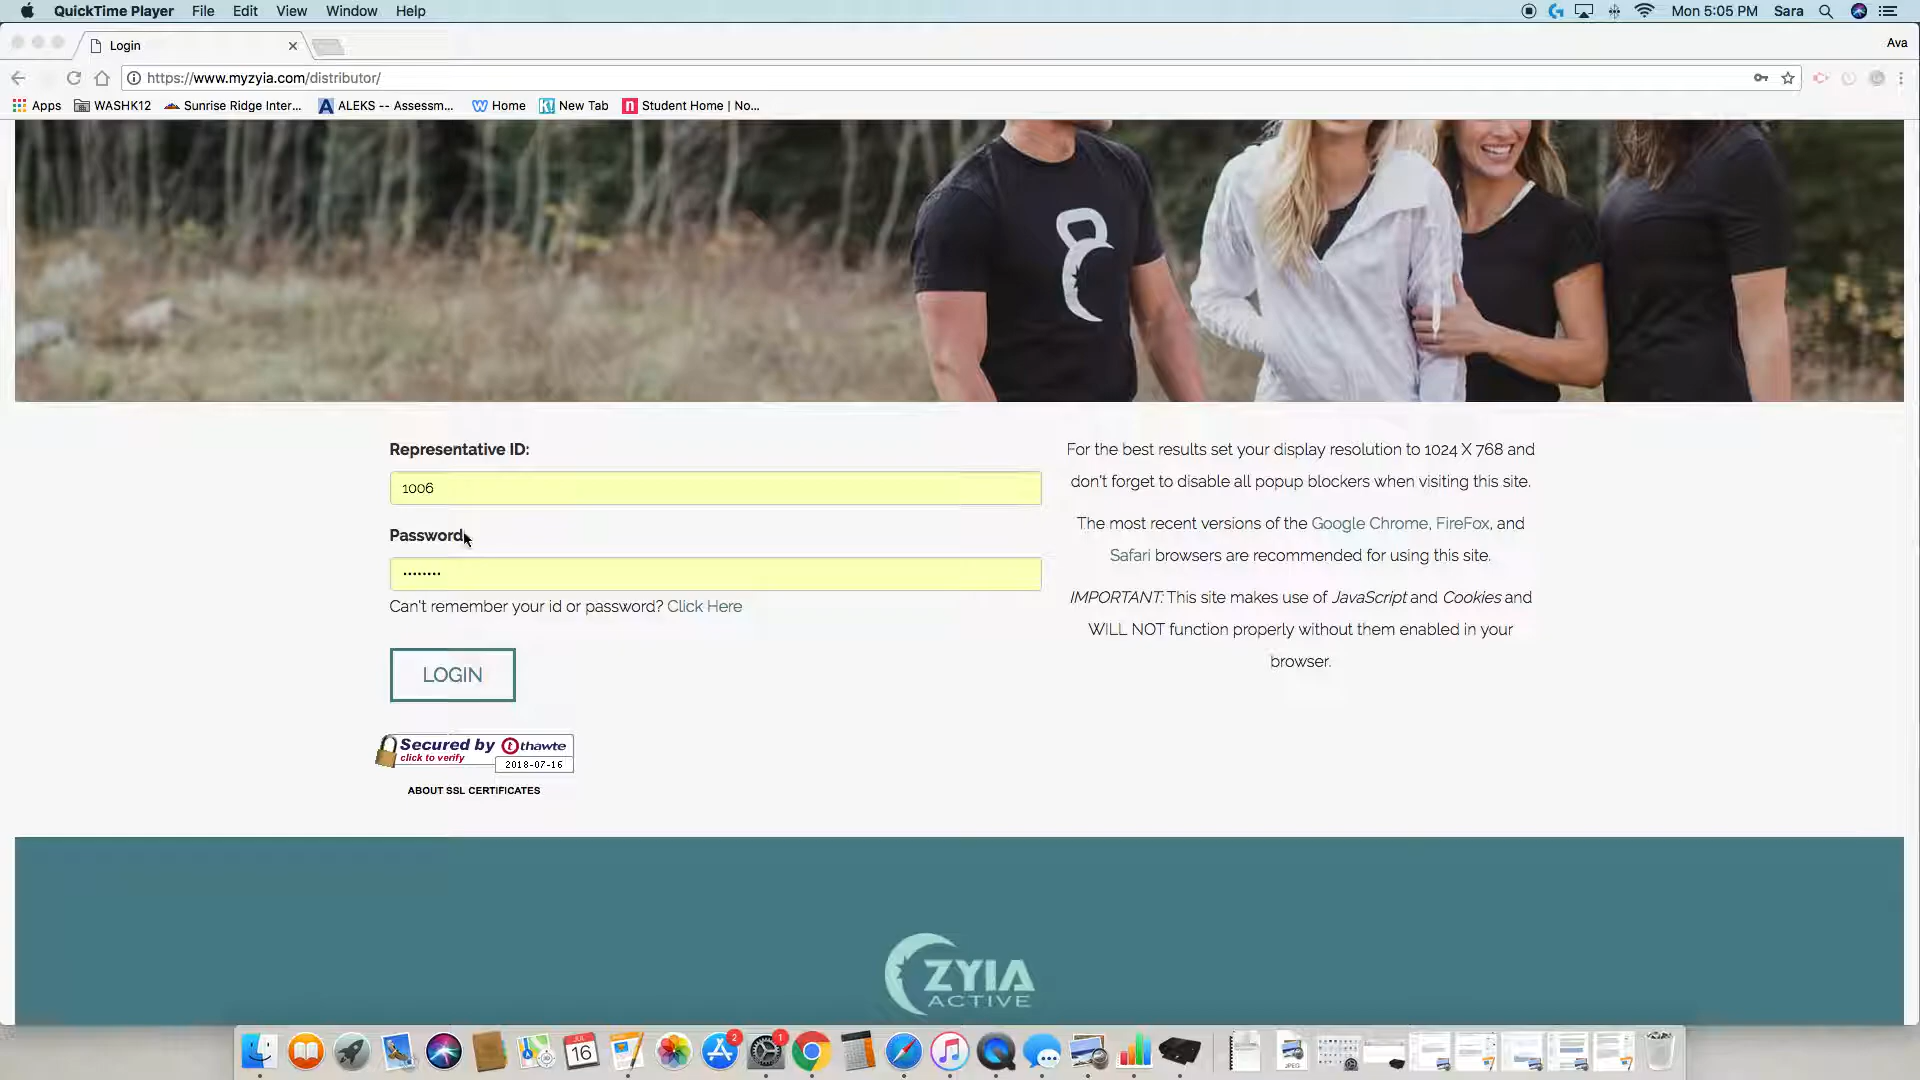 QuickTime Player File Edit View Window Help Mon 5:05 PM Sara
Login Ava
https://www.myzyia.com/distributor/
Apps WASHK12 Sunrise Ridge Inter... ALEKS -- Assessm... Home New Tab Student Home | No...
Representative ID:
1006
Password
Can't remember your id or password? Click Here
LOGIN
Secured by thawte
click to verify
2018-07-16
ABOUT SSL CERTIFICATES
For the best results set your display resolution to 1024 X 768 and
don't forget to disable all popup blockers when visiting this site.
The most recent versions of the Google Chrome, FireFox, and
Safari browsers are recommended for using this site.
IMPORTANT: This site makes use of JavaScript and Cookies and
WILL NOT function properly without them enabled in your
browser.
ZYIA
ACTIVE
2
1
JUL
16
JPEG